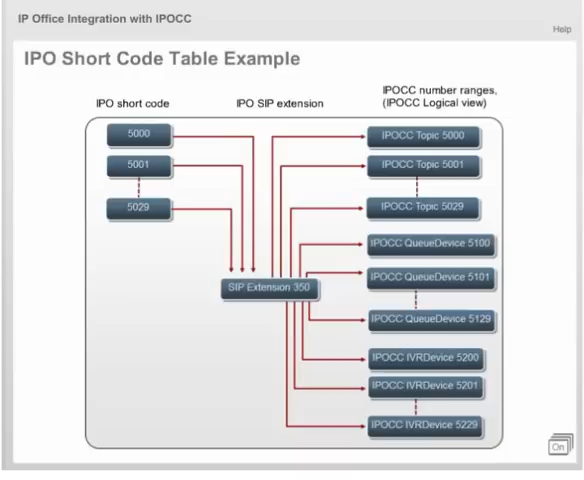 IP Office Integration with IPOCC
Help
IPO Short Code Table Example
IPO short code
IPO SIP extension
IPOCC number ranges,
(IPOCC Logical view)
5000
5001
5029
SIP Extension 350
IPOCC Topic 5000
IPOCC Topic 5001
IPOCC Topic 5029
IPOCC QueueDevice 5100
IPOCC QueueDevice 5101
IPOCC QueueDevice 5129
IPOCC IVRDevice 5200
IPOCC IVRDevice 5201
IPOCC IVRDevice 5229
On